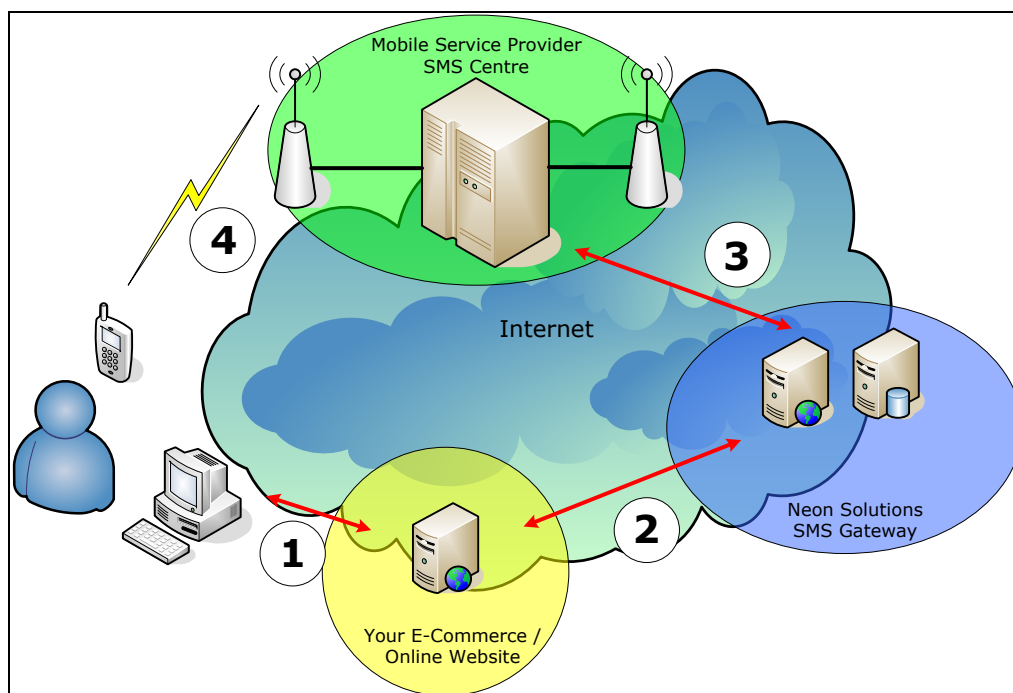 Mobile Service Provider
SMS Centre
4
3
Internet
Neon Solutions
SMS Gateway
2
1
Your E-Commerce /
Online Website